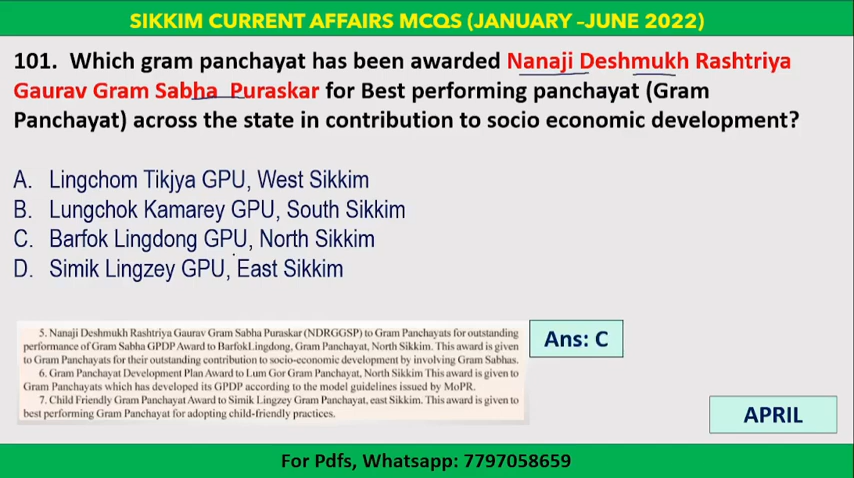 SIKKIM CURRENT AFFAIRS MCQS (JANUARY –JUNE 2022)
101. Which gram panchayat has been awarded Nanaji Deshmukh Rashtriya
Gaurav Gram Sabha Puraskar for Best performing panchayat (Gram
Panchayat) across the state in contribution to socio economic development?
A. Lingchom Tikjya GPU, West Sikkim
B. Lungchok Kamarey GPU, South Sikkim
C. Barfok Lingdong GPU, North Sikkim
D. Simik Lingzey GPU, East Sikkim
5. Nanaji Deshmukh Rashtriya Gaurav Gram Sabha Puraskar (NDRGGSP) to Gram Panchayats for outstanding
performance of Gram Sabha GPDP Award to BarfokLingdong, Gram Panchayat, North Sikkim. This award is given
to Gram Panchayats for their outstanding contribution to socio-economic development by involving Gram Sabhas.
6. Gram Panchayat Development Plan Award to Lum Gor Gram Panchayat, North Sikkim This award is given to
Gram Panchayats which has developed its GPDP according to the model guidelines issued by MoPR.
7. Child Friendly Gram Panchayat Award to Simik Lingzey Gram Panchayat, east Sikkim. This award is given to
best performing Gram Panchayat for adopting child-friendly practices.
Ans: C
APRIL
For Pdfs, Whatsapp: 7797058659